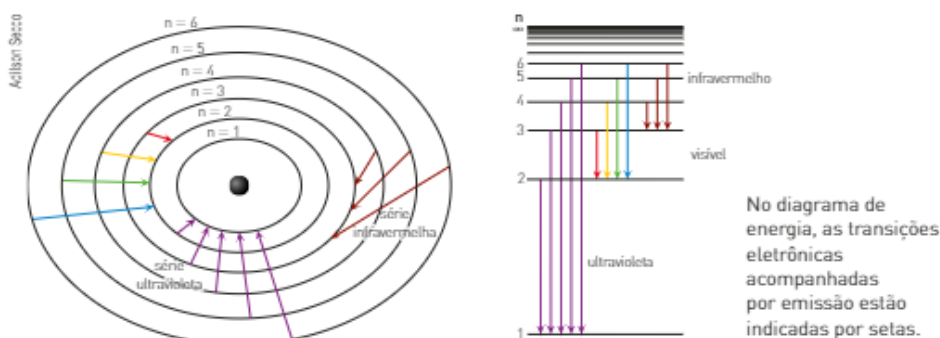 Adilson Secco
n = 6
n = 5
n = 4
n = 3
n = 2
n = 1
série
infravermelha
série
ultravioleta
n
∞
6
5
4
3
2
1
infravermelho
visível
ultravioleta
No diagrama de
energia, as transições
eletrônicas
acompanhadas
por emissão estão
indicadas por setas.